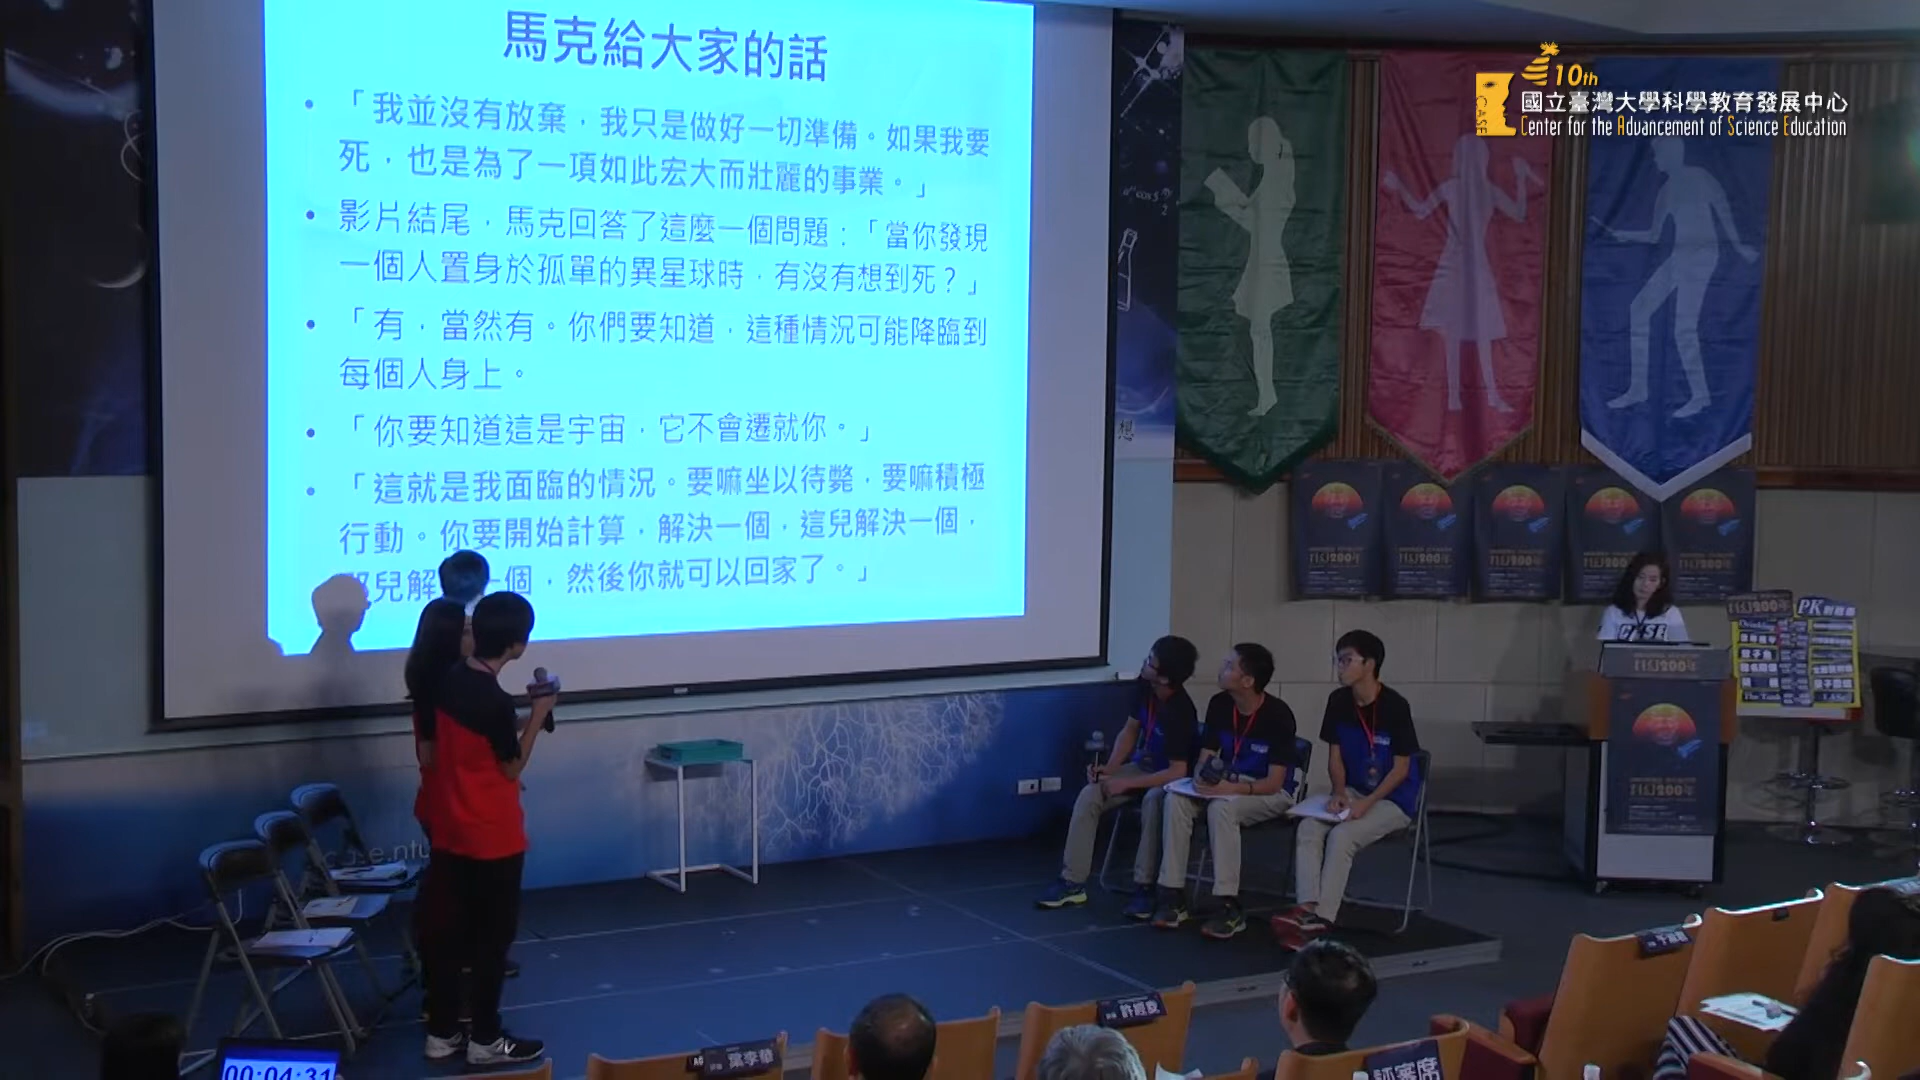 馬克給大家的話
• 「我並沒有放棄，我只是做好一切準備。如果我要
死，也是為了一項如此宏大而壯麗的事業。」
• 影片結尾，馬克回答了這麼一個問題：「當你發現
一個人置身於孤單的異星球時，有沒有想到死？」
• 「有，當然有。你們要知道，這種情況可能降臨到
每個人身上。
• 「你要知道這是宇宙，它不會遷就你。」
• 「這就是我面臨的情況。要嘛坐以待斃，要嘛積極
行動。你要開始計算，解決一個，這兒解決一個，
兒解 一個，然後你就可以回家了。」
10th
CASE
國立臺灣大學科學教育發展中心
Center for the Advancement of Science Education
想
CASE
PK
case.ntu
00:04:31
評審席